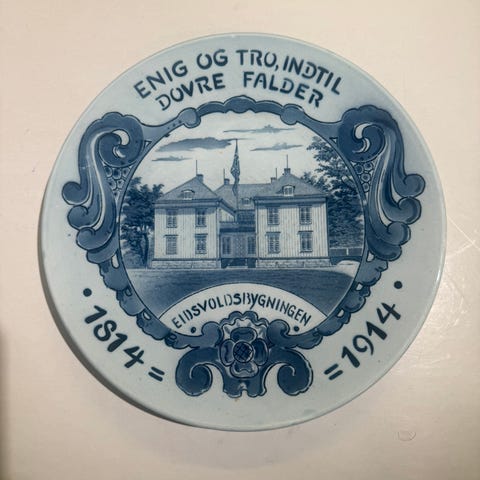 ENIG OG TRO, INDTIL
DOVRE FALDER
EIDSVOLDSBYGNINGEN
• 1814 =
= 1914 •